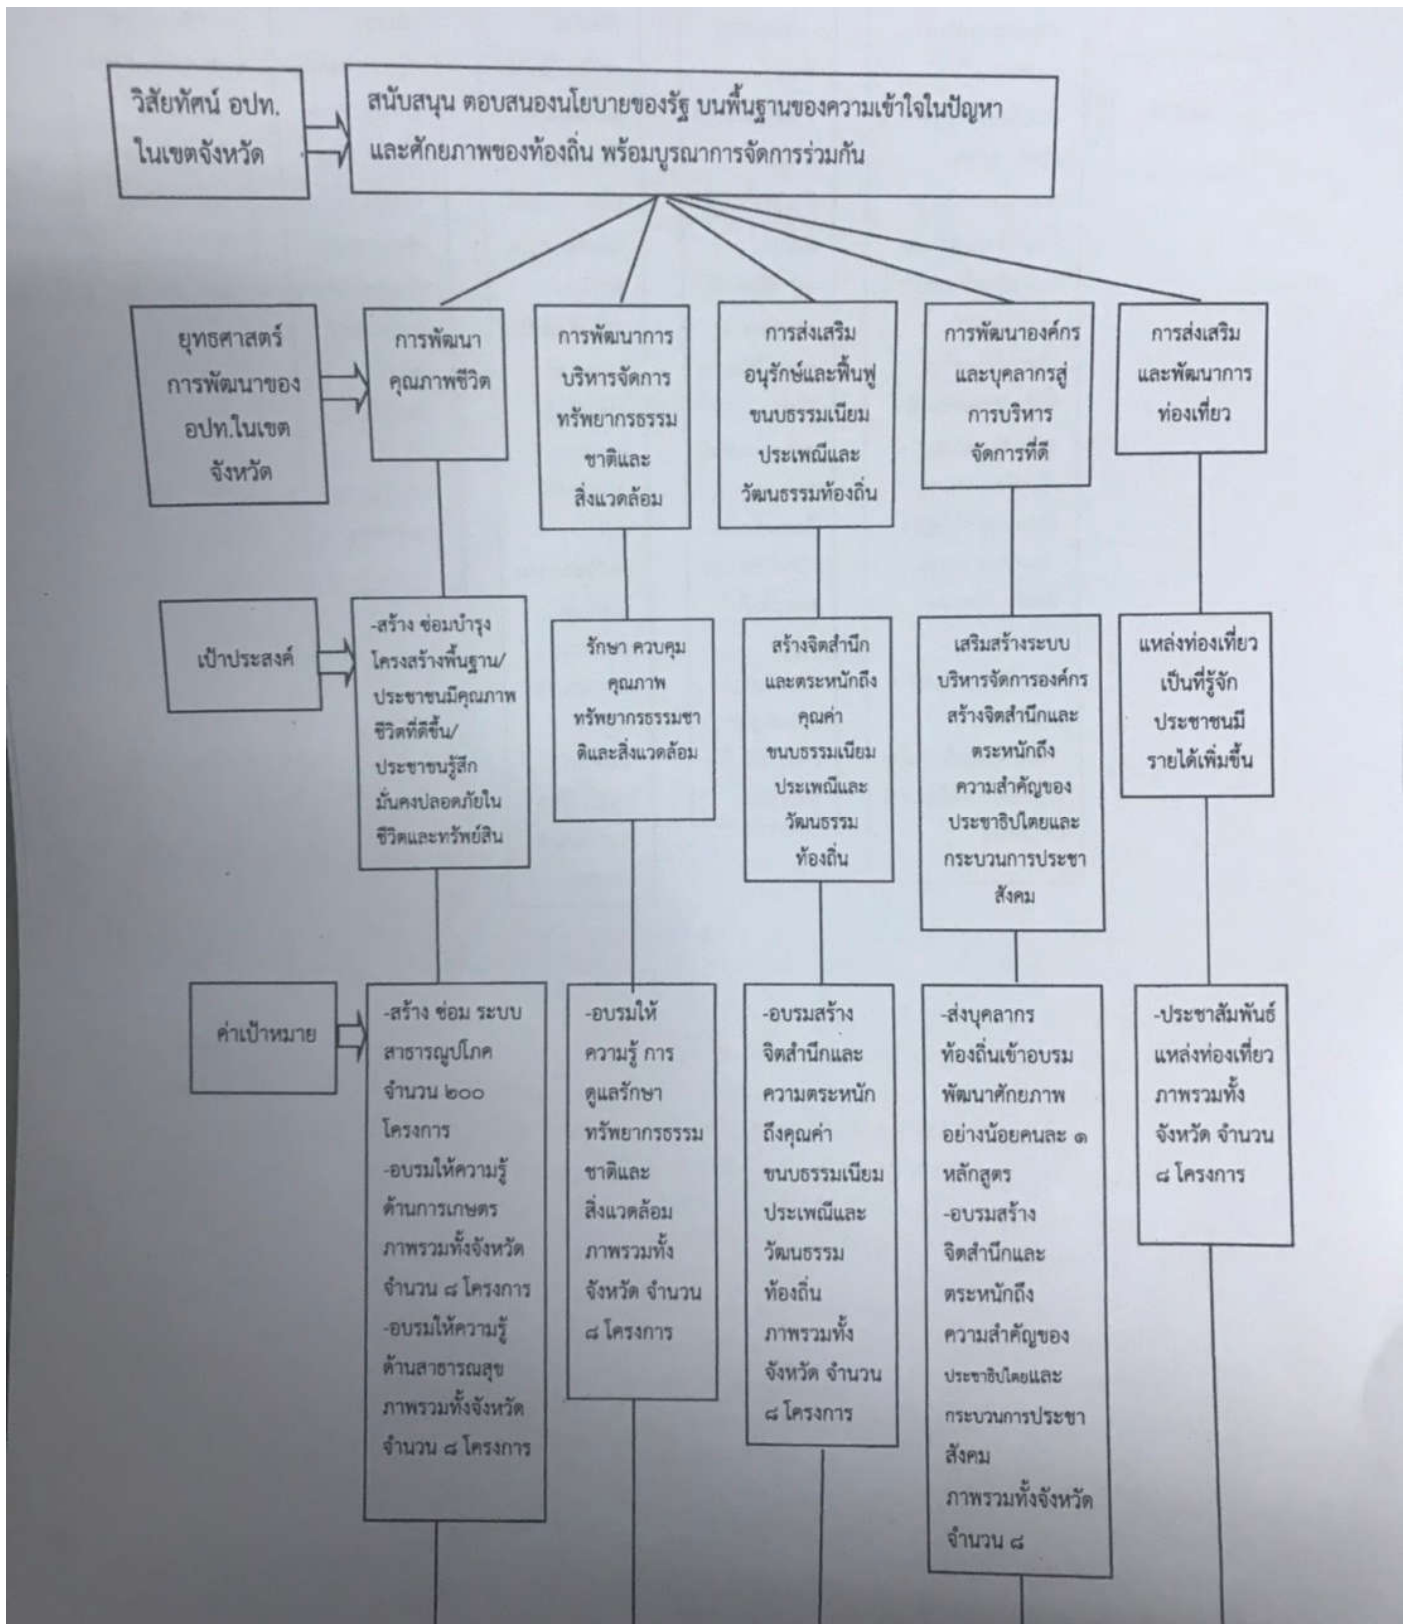 วิสัยทัศน์ อปท.
ในเขตจังหวัด
สนับสนุน ตอบสนองนโยบายของรัฐ บนพื้นฐานของความเข้าใจในปัญหา
และศักยภาพของท้องถิ่น พร้อมบูรณาการจัดการร่วมกัน
ยุทธศาสตร์
การพัฒนาของ
อปท.ในเขต
จังหวัด
การพัฒนา
คุณภาพชีวิต
การพัฒนาการ
บริหารจัดการ
ทรัพยากรธรรม
ชาติและ
สิ่งแวดล้อม
การส่งเสริม
อนุรักษ์และฟื้นฟู
ขนบธรรมเนียม
ประเพณีและ
วัฒนธรรมท้องถิ่น
การพัฒนาองค์กร
และบุคลากรสู่
การบริหาร
จัดการที่ดี
การส่งเสริม
และพัฒนาการ
ท่องเที่ยว
เป้าประสงค์
-สร้าง ซ่อมบำรุง
โครงสร้างพื้นฐาน/
ประชาชนมีคุณภาพ
ชีวิตที่ดีขึ้น/
ประชาชนรู้สึก
มั่นคงปลอดภัยใน
ชีวิตและทรัพย์สิน
รักษา ควบคุม
คุณภาพ
ทรัพยากรธรรมชา
ติและสิ่งแวดล้อม
สร้างจิตสำนึก
และตระหนักถึง
คุณค่า
ขนบธรรมเนียม
ประเพณีและ
วัฒนธรรม
ท้องถิ่น
เสริมสร้างระบบ
บริหารจัดการองค์กร
สร้างจิตสำนึกและ
ตระหนักถึง
ความสำคัญของ
ประชาธิปไตยและ
กระบวนการประชา
สังคม
แหล่งท่องเที่ยว
เป็นที่รู้จัก
ประชาชนมี
รายได้เพิ่มขึ้น
ค่าเป้าหมาย
-สร้าง ซ่อม ระบบ
สาธารณูปโภค
จำนวน ๒๐๐
โครงการ
-อบรมให้ความรู้
ด้านการเกษตร
ภาพรวมทั้งจังหวัด
จำนวน ๘ โครงการ
-อบรมให้ความรู้
ด้านสาธารณสุข
ภาพรวมทั้งจังหวัด
จำนวน ๘ โครงการ
-อบรมให้
ความรู้ การ
ดูแลรักษา
ทรัพยากรธรรม
ชาติและ
สิ่งแวดล้อม
ภาพรวมทั้ง
จังหวัด จำนวน
๘ โครงการ
-อบรมสร้าง
จิตสำนึกและ
ความตระหนัก
ถึงคุณค่า
ขนบธรรมเนียม
ประเพณีและ
วัฒนธรรม
ท้องถิ่น
ภาพรวมทั้ง
จังหวัด จำนวน
๘ โครงการ
-ส่งบุคลากร
ท้องถิ่นเข้าอบรม
พัฒนาศักยภาพ
อย่างน้อยคนละ ๑
หลักสูตร
-อบรมสร้าง
จิตสำนึกและ
ตระหนักถึง
ความสำคัญของ
ประชาธิปไตยและ
กระบวนการประชา
สังคม
ภาพรวมทั้งจังหวัด
จำนวน ๘
-ประชาสัมพันธ์
แหล่งท่องเที่ยว
ภาพรวมทั้ง
จังหวัด จำนวน
๘ โครงการ